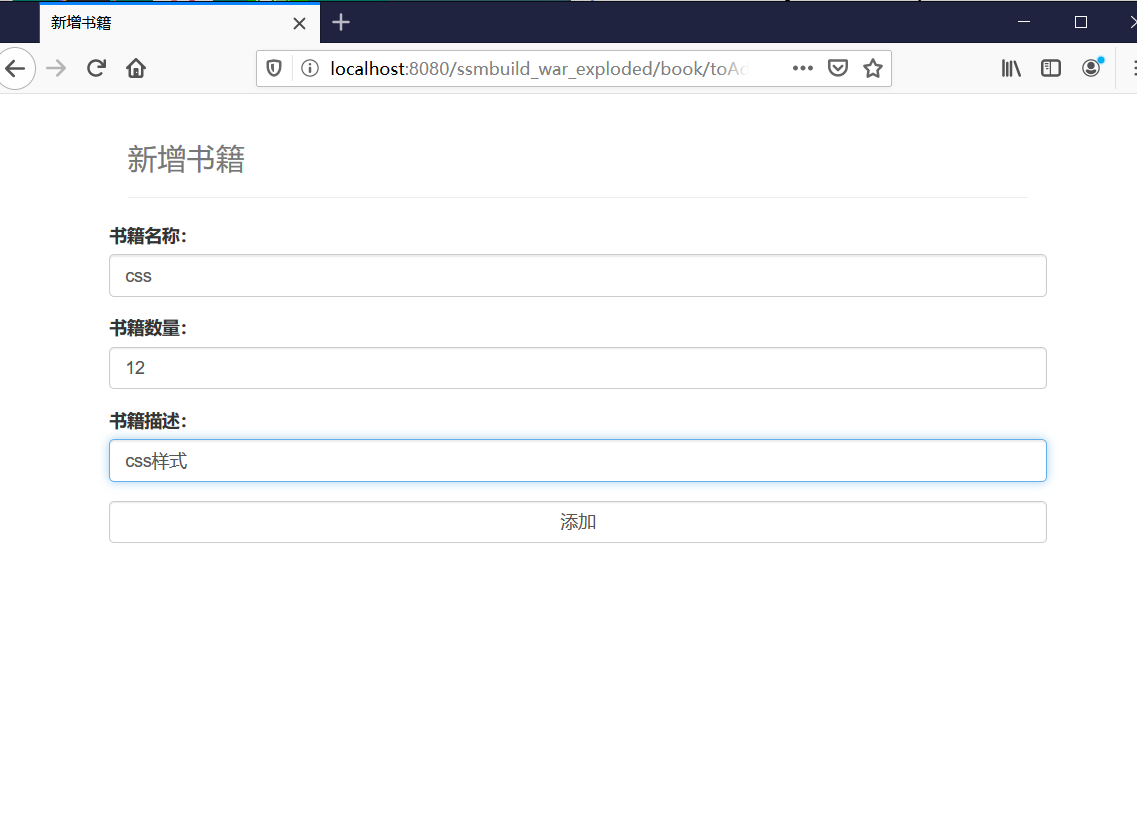 新增书籍
localhost:8080/ssmbuild_war_exploded/book/toAd
新增书籍
书籍名称：
css
书籍数量：
12
书籍描述：
css样式
添加